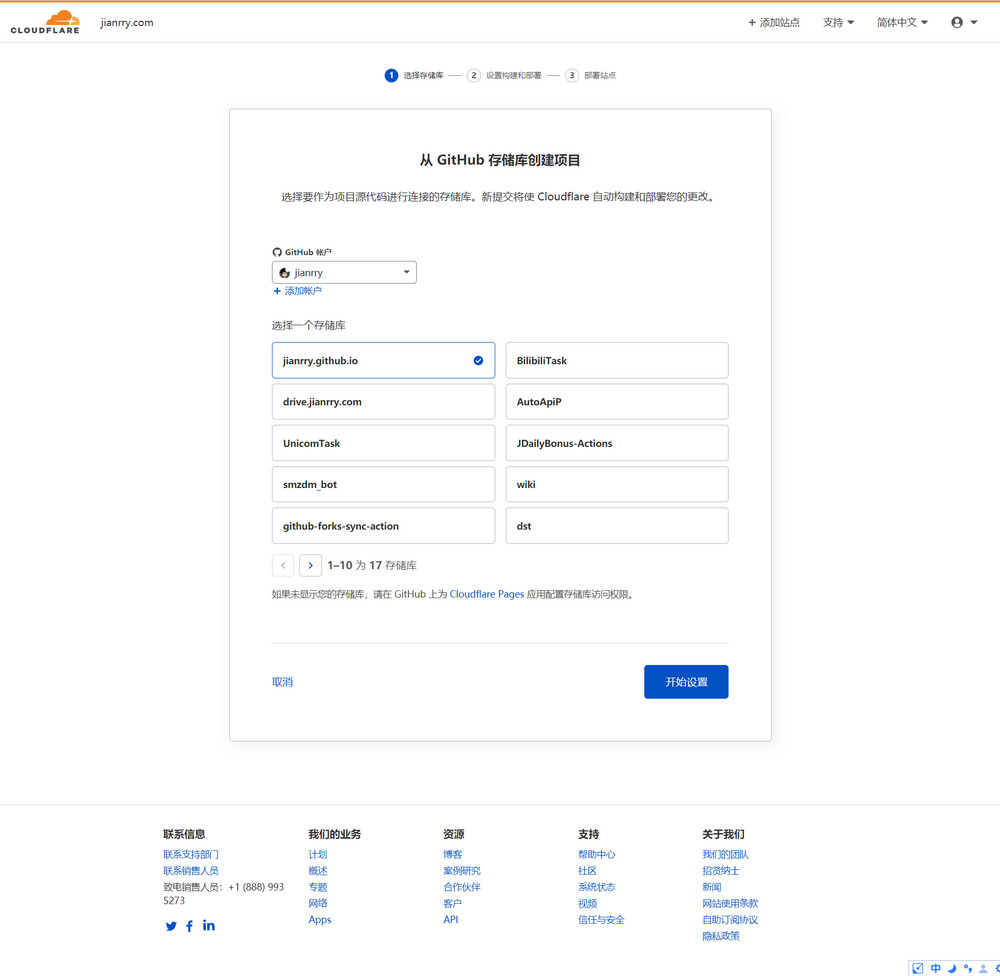 CLOUDFLARE jianrry.com + 添加站点 支持 简体中文
1 选择存储库 2 设置构建和部署 3 部署站点
从 GitHub 存储库创建项目
选择要作为项目源代码进行连接的存储库。新提交将使 Cloudflare 自动构建和部署您的更改。
GitHub 帐户
jianrry
+ 添加帐户
选择一个存储库
jianrry.github.io BilibiliTask
drive.jianrry.com AutoApiP
UnicomTask JDailyBonus-Actions
smzdm_bot wiki
github-forks-sync-action dst
1–10 为 17 存储库
如果未显示您的存储库，请在 GitHub 上为 Cloudflare Pages 应用配置存储库访问权限。
取消 开始设置
联系信息
联系支持部门
联系销售人员
致电销售人员：+1 (888) 993
5273
我们的业务
计划
概述
专题
网络
Apps
资源
博客
案例研究
合作伙伴
客户
API
支持
帮助中心
社区
系统状态
视频
信任与安全
关于我们
我们的团队
招贤纳士
新闻
网站使用条款
自助订阅协议
隐私政策
中